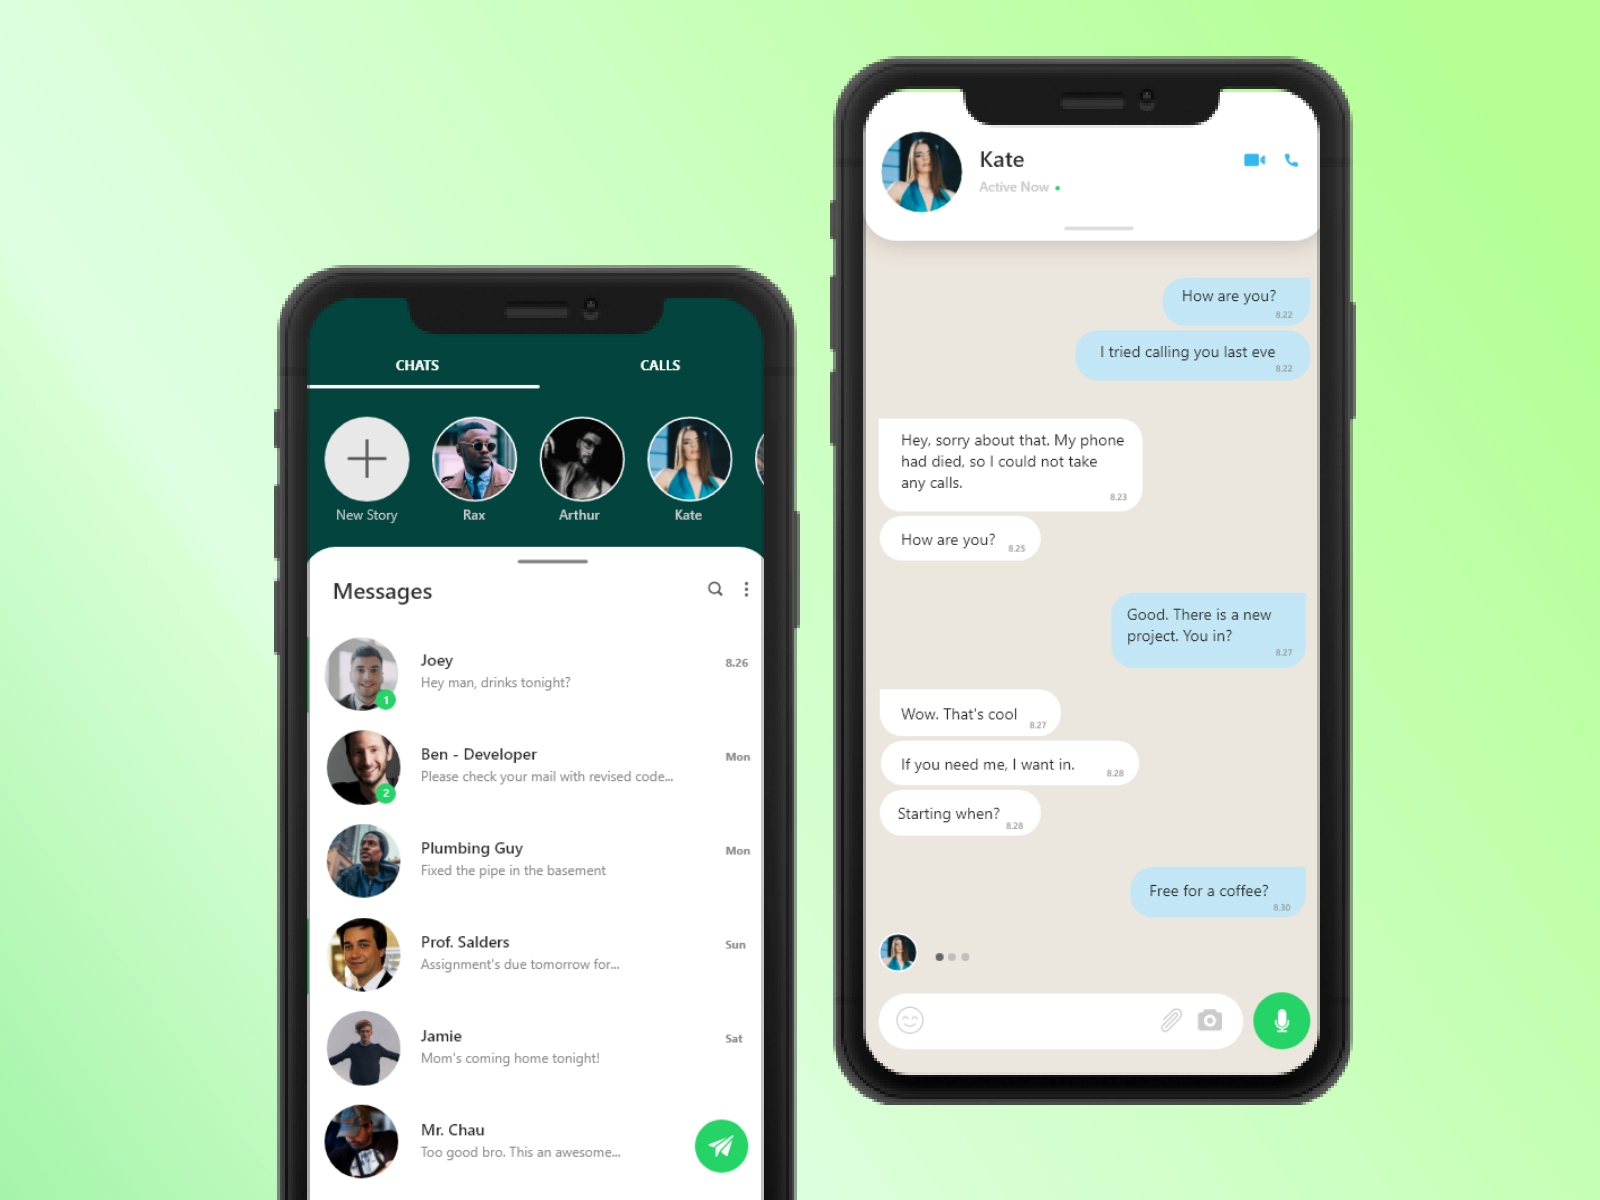 CHATS CALLS
New Story Rax Arthur Kate
Messages
Joey 8.26
Hey man, drinks tonight?
1
Ben - Developer Mon
Please check your mail with revised code...
2
Plumbing Guy Mon
Fixed the pipe in the basement
Prof. Salders Sun
Assignment's due tomorrow for...
Jamie Sat
Mom's coming home tonight!
Mr. Chau
Too good bro. This an awesome...
Kate
Active Now
How are you?
8.22
I tried calling you last eve
8.22
Hey, sorry about that. My phone
had died, so I could not take
any calls.
8.23
How are you? 8.25
Good. There is a new
project. You in?
8.27
Wow. That's cool 8.27
If you need me, I want in. 8.28
Starting when? 8.28
Free for a coffee?
8.30